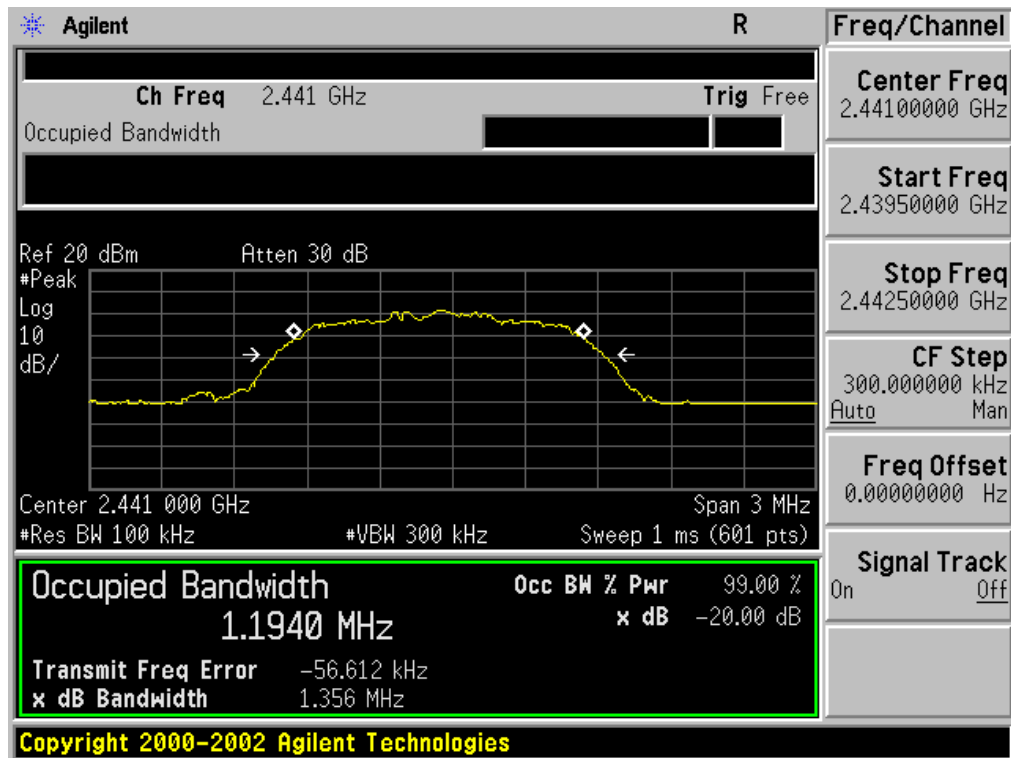 Agilent
R
Freq/Channel
Ch Freq 2.441 GHz
Trig Free
Occupied Bandwidth
Center Freq
2.44100000 GHz
Start Freq
2.43950000 GHz
Stop Freq
2.44250000 GHz
CF Step
300.000000 kHz
Auto Man
Freq Offset
0.00000000 Hz
Signal Track
On Off
Ref 20 dBm
Atten 30 dB
#Peak
Log
10
dB/
Center 2.441 000 GHz
Span 3 MHz
#Res BW 100 kHz
#VBW 300 kHz
Sweep 1 ms (601 pts)
Occupied Bandwidth
1.1940 MHz
Occ BW % Pwr 99.00 %
x dB -20.00 dB
Transmit Freq Error -56.612 kHz
x dB Bandwidth 1.356 MHz
Copyright 2000-2002 Agilent Technologies